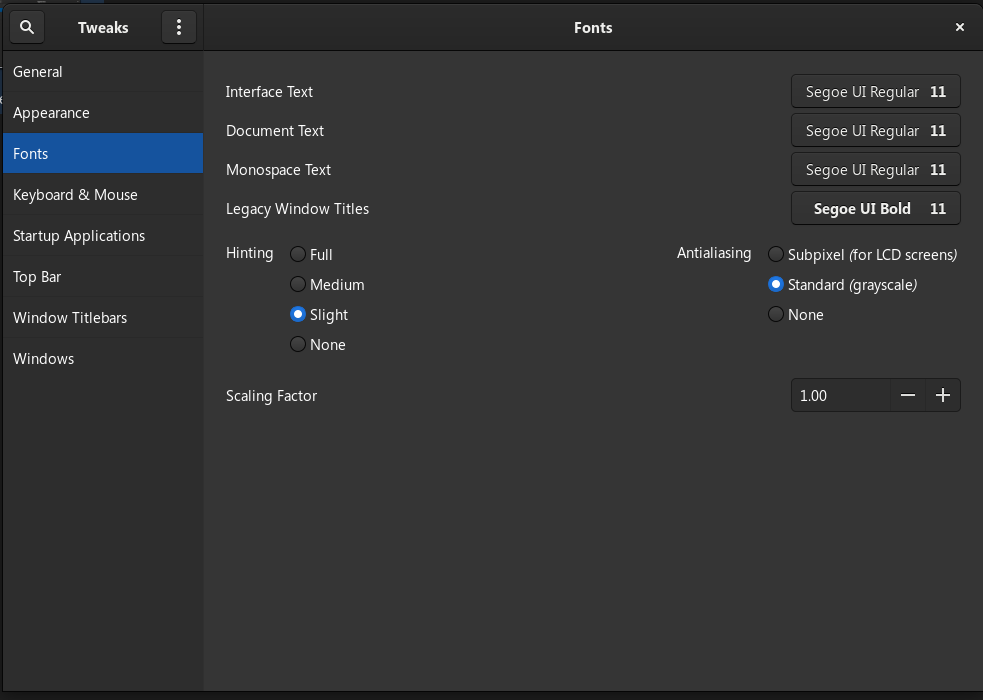 Tweaks
Fonts
General
Appearance
Fonts
Keyboard & Mouse
Startup Applications
Top Bar
Window Titlebars
Windows
Interface Text Segoe UI Regular 11
Document Text Segoe UI Regular 11
Monospace Text Segoe UI Regular 11
Legacy Window Titles Segoe UI Bold 11
Hinting Full
Medium
Slight
None
Antialiasing Subpixel (for LCD screens)
Standard (grayscale)
None
Scaling Factor 1.00